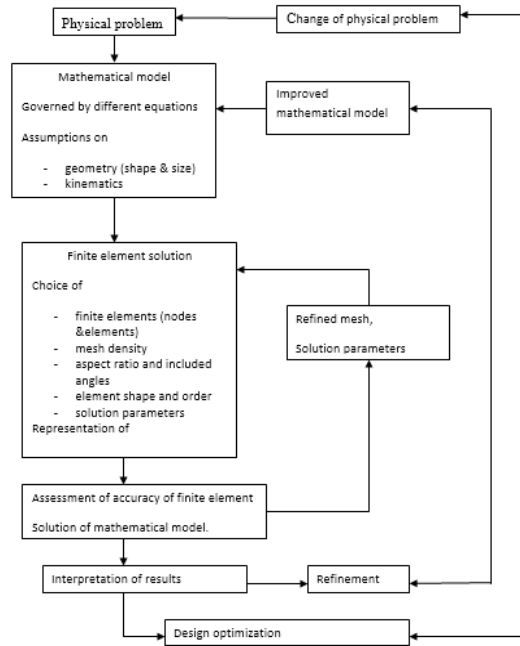 Physical problem
Change of physical problem
Mathematical model
Governed by different equations
Assumptions on
- geometry (shape & size)
- kinematics
Improved
mathematical model
Finite element solution
Choice of
- finite elements (nodes
&elements)
- mesh density
- aspect ratio and included
angles
- element shape and order
- solution parameters
Representation of
Refined mesh,
Solution parameters
Assessment of accuracy of finite element
Solution of mathematical model.
Interpretation of results
Refinement
Design optimization